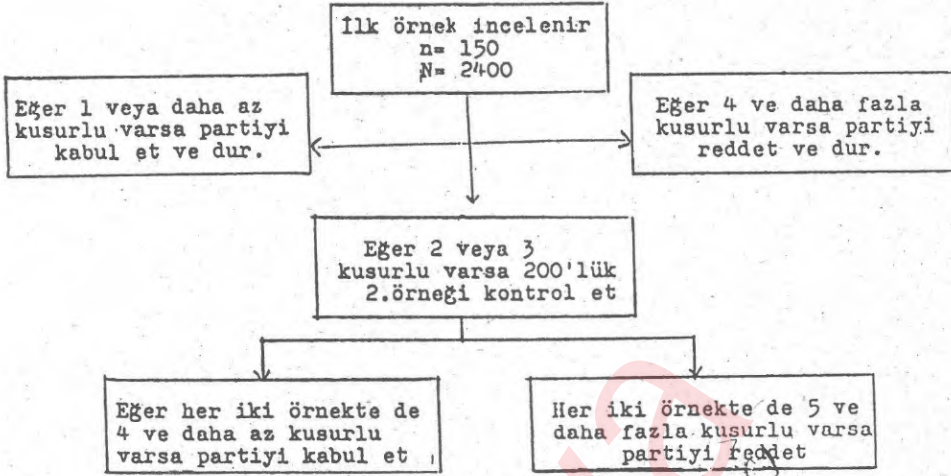 İlk örnek incelenir
n= 150
N= 2400
Eğer 1 veya daha az
kusurlu varsa partiyi
kabul et ve dur.
Eğer 4 ve daha fazla
kusurlu varsa partiyi
reddet ve dur.
Eğer 2 veya 3
kusurlu varsa 200'lük
2.örneği kontrol et
Eğer her iki örnekte de
4 ve daha az kusurlu
varsa partiyi kabul et
Her iki örnekte de 5 ve
daha fazla kusurlu varsa
partiyi reddet